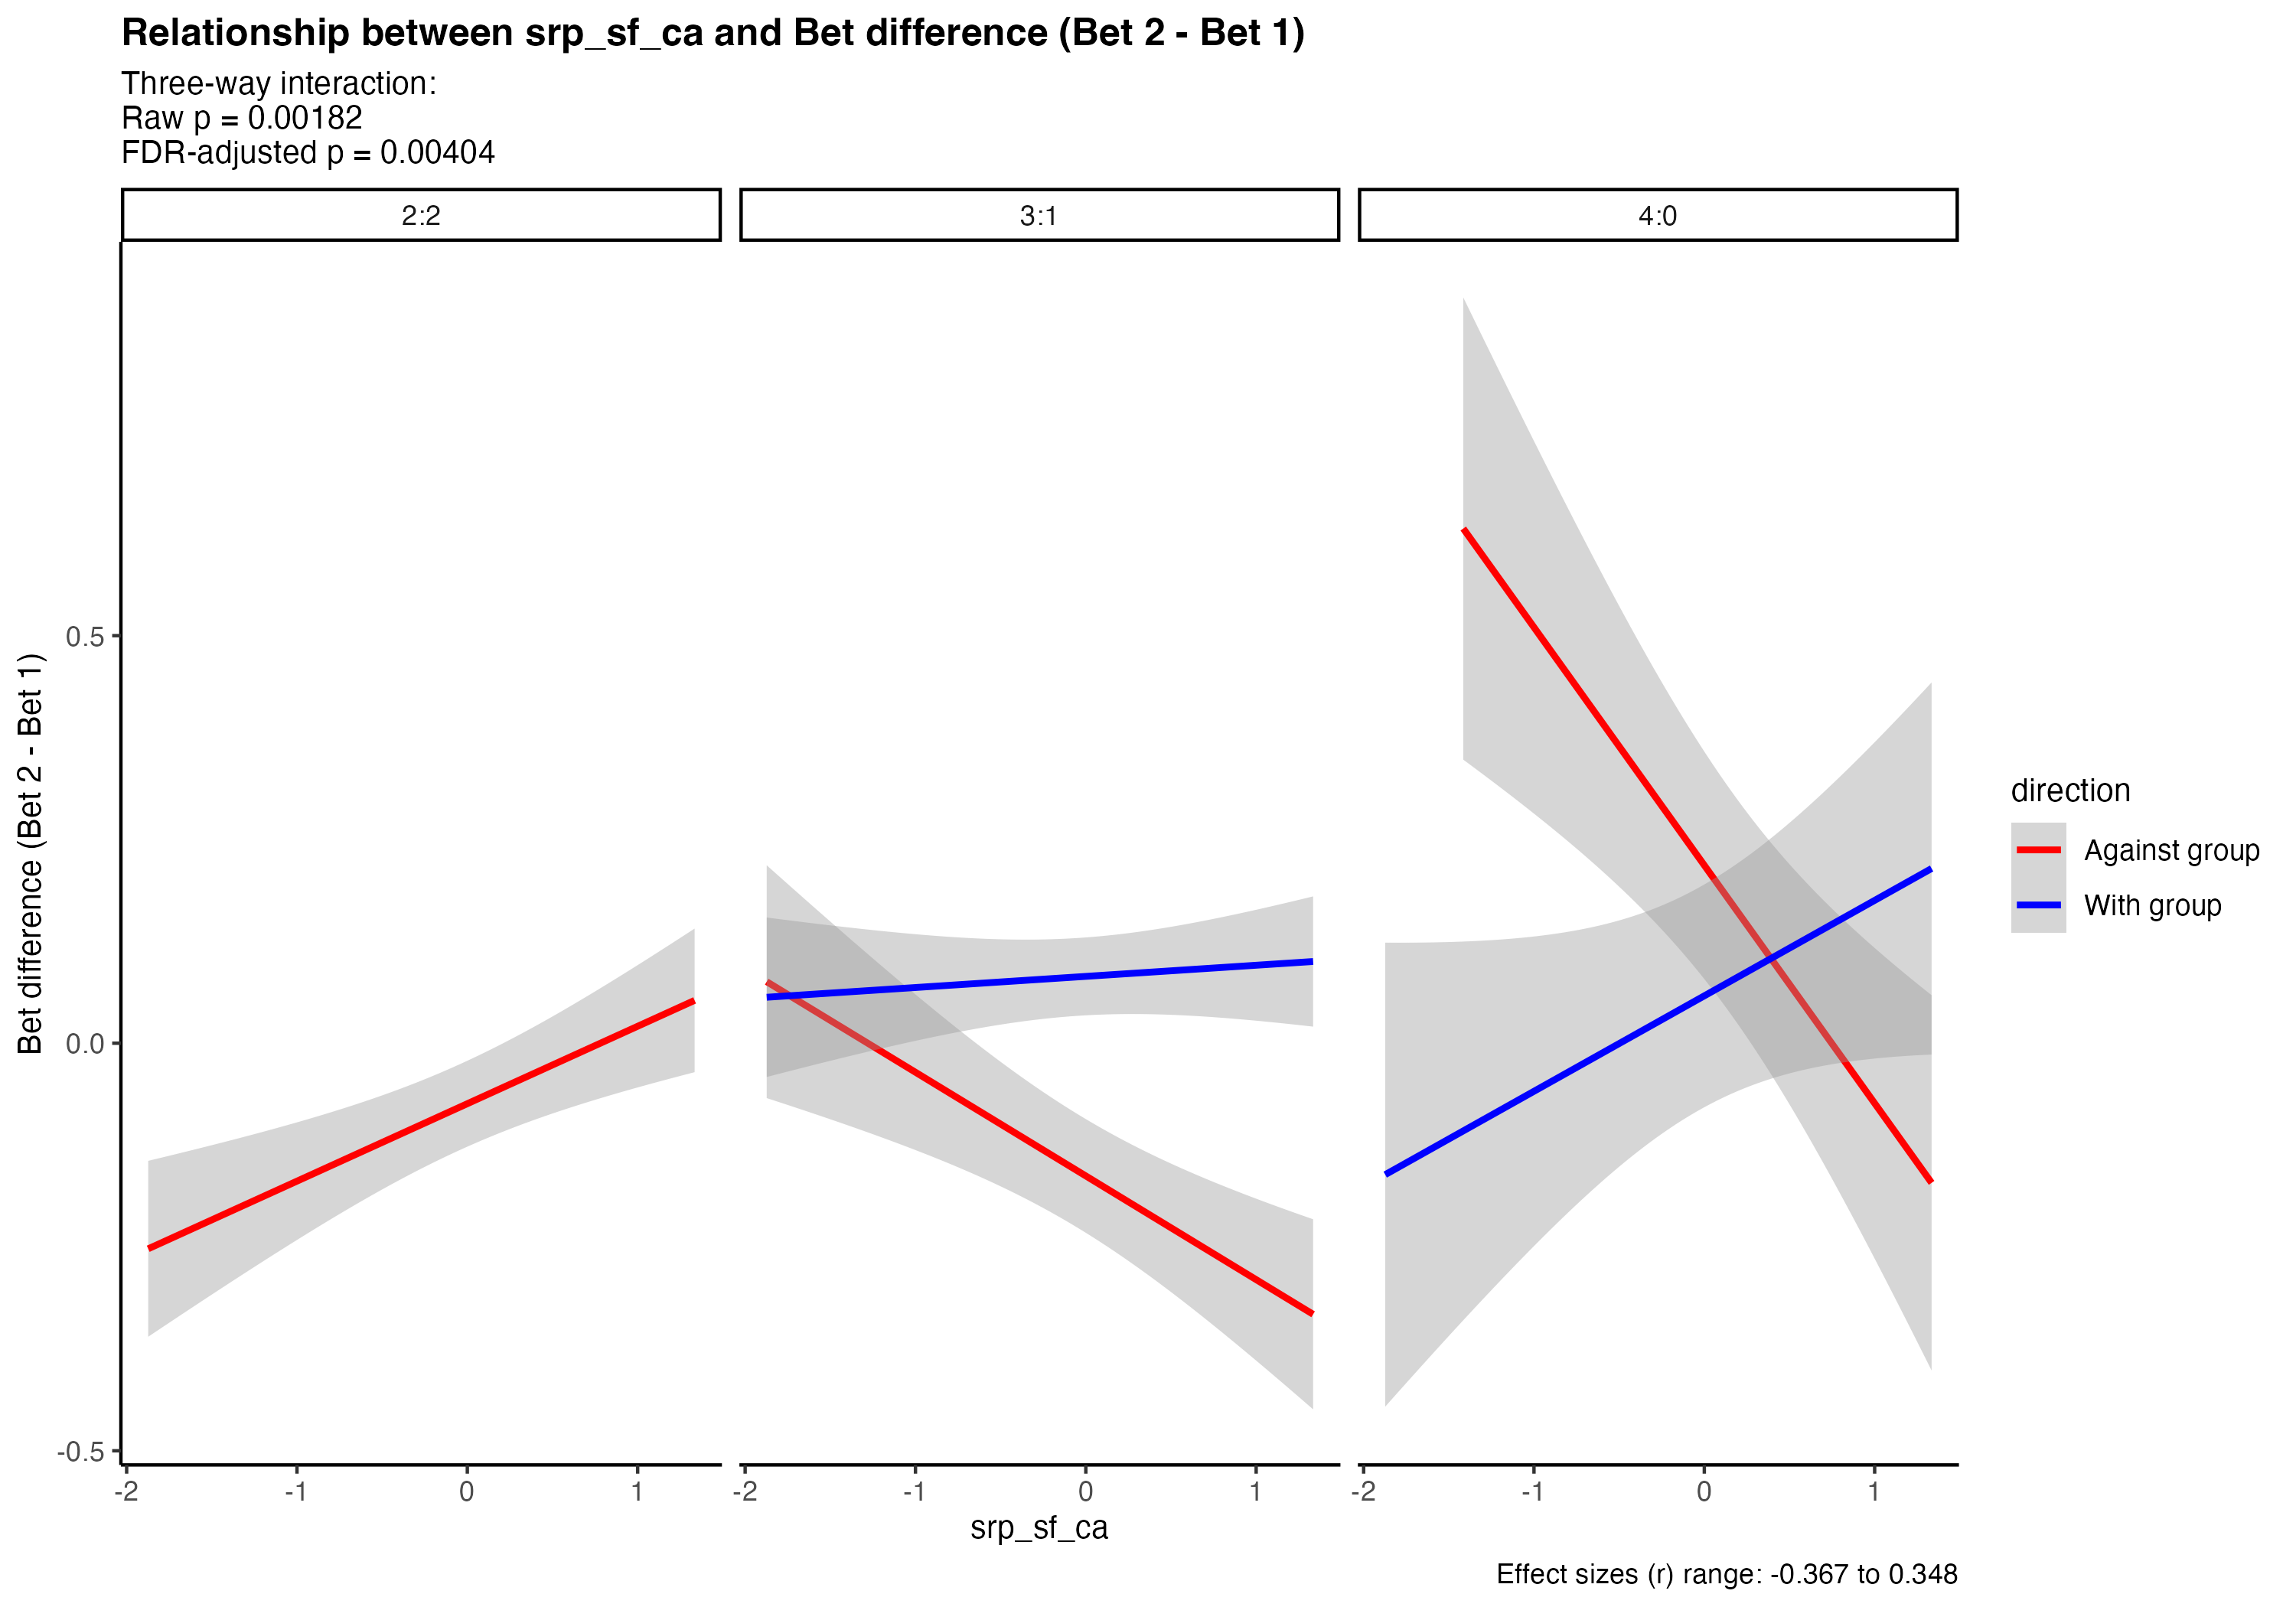 Relationship between srp_sf_ca and Bet difference (Bet 2 - Bet 1)
Three-way interaction:
Raw p = 0.00182
FDR-adjusted p = 0.00404
2:2
3:1
4:0
Bet difference (Bet 2 - Bet 1)
0.5
0.0
-0.5
-2 -1 0 1
-2 -1 0 1
-2 -1 0 1
srp_sf_ca
direction
Against group
With group
Effect sizes (r) range: -0.367 to 0.348